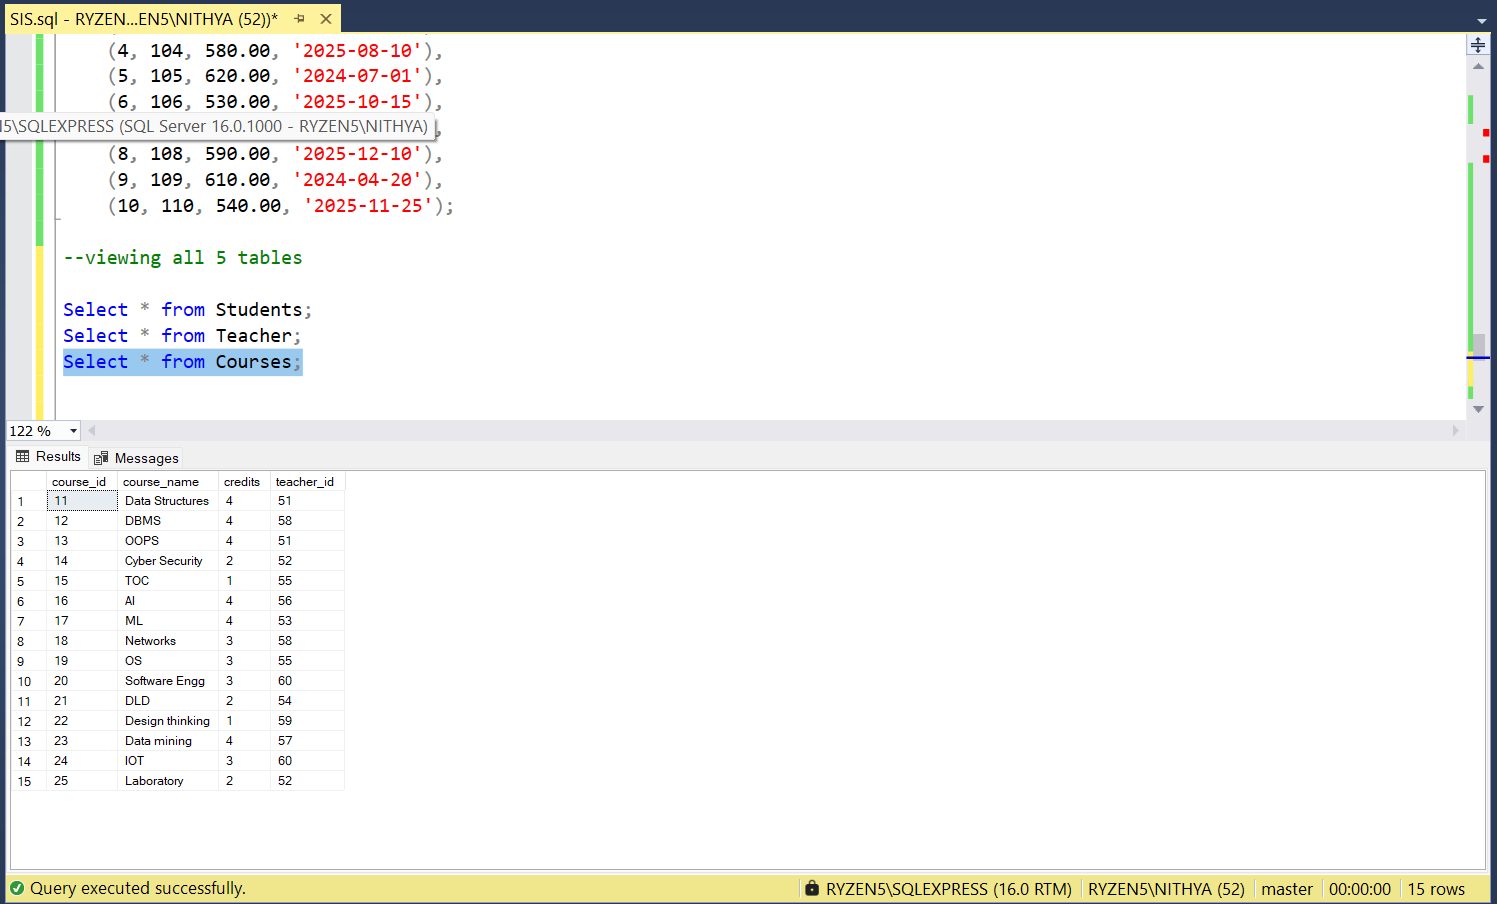 SIS.sql - RYZEN...EN5\NITHYA (52))*
(4, 104, 580.00, '2025-08-10'),
(5, 105, 620.00, '2024-07-01'),
(6, 106, 530.00, '2025-10-15'),
N5\SQLEXPRESS (SQL Server 16.0.1000 - RYZEN5\NITHYA)
(8, 108, 590.00, '2025-12-10'),
(9, 109, 610.00, '2024-04-20'),
(10, 110, 540.00, '2025-11-25');
--viewing all 5 tables
Select * from Students;
Select * from Teacher;
Select * from Courses;
122 %
Results Messages
course_id course_name credits teacher_id
1 11 Data Structures 4 51
2 12 DBMS 4 58
3 13 OOPS 4 51
4 14 Cyber Security 2 52
5 15 TOC 1 55
6 16 AI 4 56
7 17 ML 4 53
8 18 Networks 3 58
9 19 OS 3 55
10 20 Software Engg 3 60
11 21 DLD 2 54
12 22 Design thinking 1 59
13 23 Data mining 4 57
14 24 IOT 3 60
15 25 Laboratory 2 52
Query executed successfully. RYZEN5\SQLEXPRESS (16.0 RTM) RYZEN5\NITHYA (52) master 00:00:00 15 rows